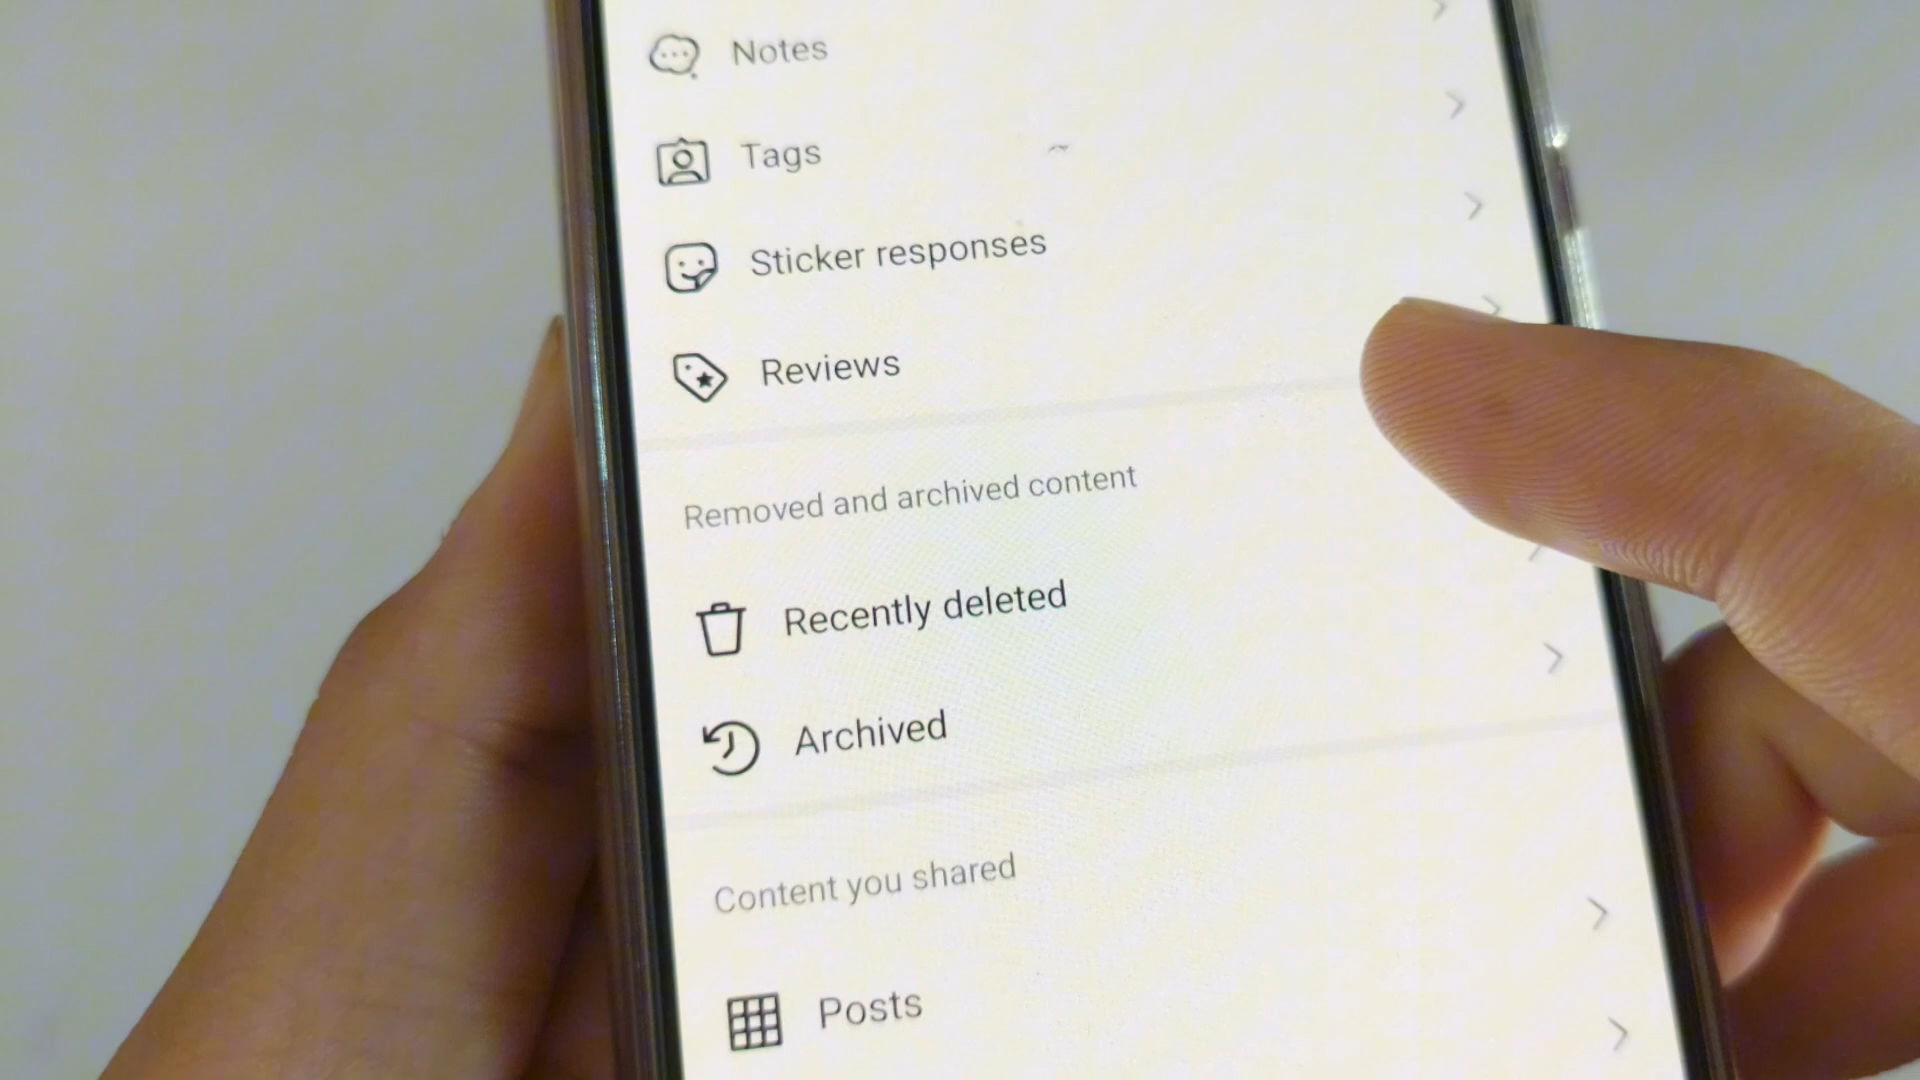 Notes
Tags
Sticker responses
Reviews
Removed and archived content
Recently deleted
Archived
Content you shared
Posts